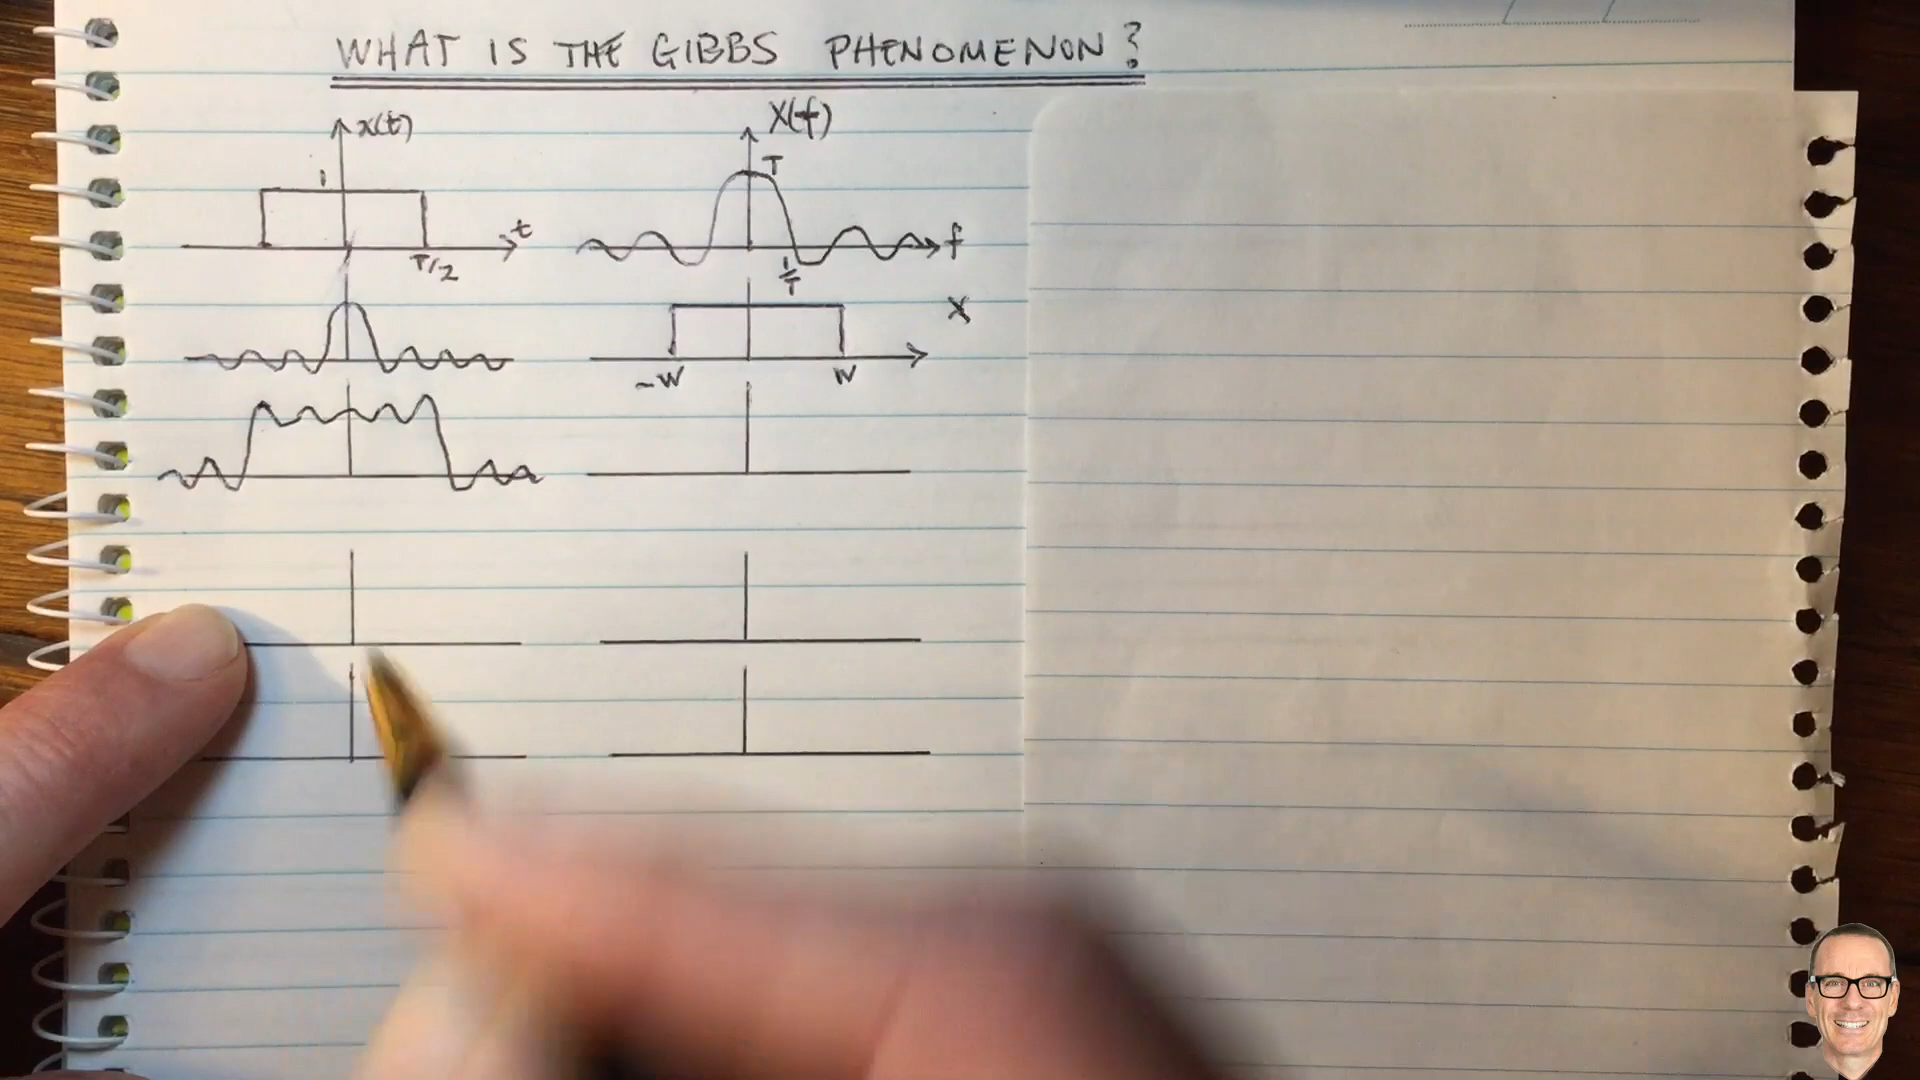 WHAT IS THE GIBBS PHENOMENON?
x(t)
X(f)
1
T
t
T/2
f
1/T
X
-W
W